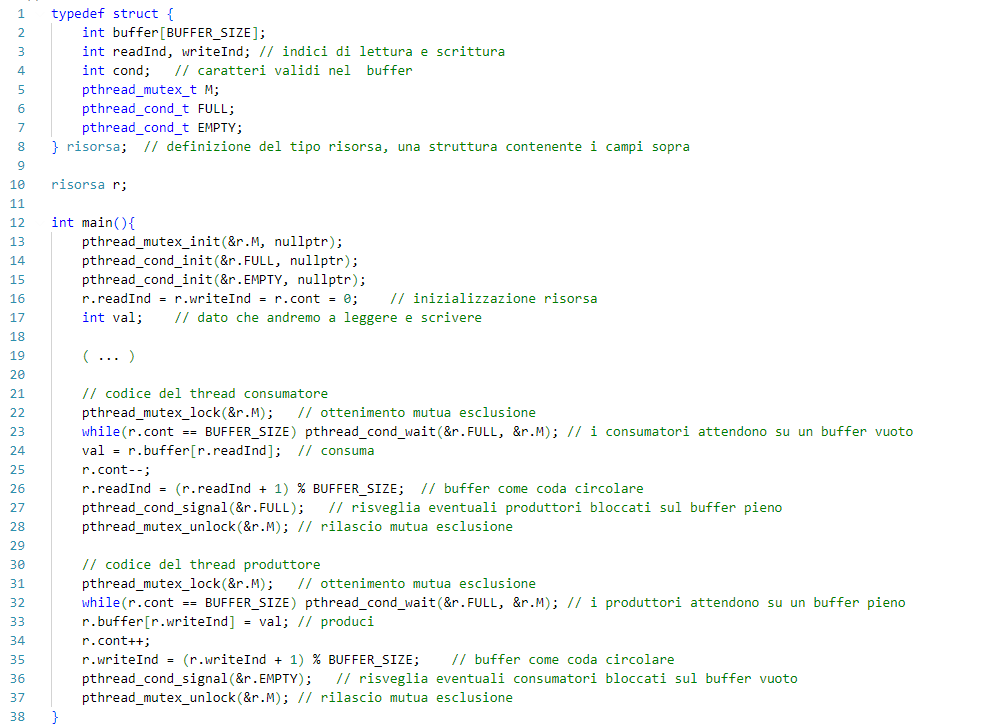 1 typedef struct {
2 int buffer[BUFFER_SIZE];
3 int readInd, writeInd; // indici di lettura e scrittura
4 int cond; // caratteri validi nel  buffer
5 pthread_mutex_t M;
6 pthread_cond_t FULL;
7 pthread_cond_t EMPTY;
8 } risorsa; // definizione del tipo risorsa, una struttura contenente i campi sopra
9
10 risorsa r;
11
12 int main(){
13 pthread_mutex_init(&r.M, nullptr);
14 pthread_cond_init(&r.FULL, nullptr);
15 pthread_cond_init(&r.EMPTY, nullptr);
16 r.readInd = r.writeInd = r.cont = 0; // inizializzazione risorsa
17 int val; // dato che andremo a leggere e scrivere
18
19 ( ... )
20
21 // codice del thread consumatore
22 pthread_mutex_lock(&r.M); // ottenimento mutua esclusione
23 while(r.cont == BUFFER_SIZE) pthread_cond_wait(&r.FULL, &r.M); // i consumatori attendono su un buffer vuoto
24 val = r.buffer[r.readInd]; // consuma
25 r.cont--;
26 r.readInd = (r.readInd + 1) % BUFFER_SIZE; // buffer come coda circolare
27 pthread_cond_signal(&r.FULL); // risveglia eventuali produttori bloccati sul buffer pieno
28 pthread_mutex_unlock(&r.M); // rilascio mutua esclusione
29
30 // codice del thread produttore
31 pthread_mutex_lock(&r.M); // ottenimento mutua esclusione
32 while(r.cont == BUFFER_SIZE) pthread_cond_wait(&r.FULL, &r.M); // i produttori attendono su un buffer pieno
33 r.buffer[r.writeInd] = val; // produci
34 r.cont++;
35 r.writeInd = (r.writeInd + 1) % BUFFER_SIZE; // buffer come coda circolare
36 pthread_cond_signal(&r.EMPTY); // risveglia eventuali consumatori bloccati sul buffer vuoto
37 pthread_mutex_unlock(&r.M); // rilascio mutua esclusione
38 }